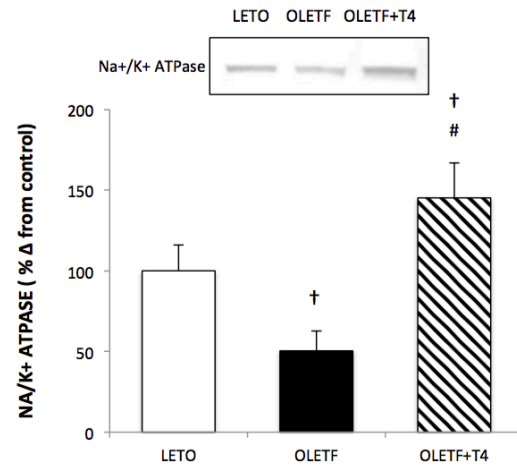 LETO OLETF OLETF+T4
Na+/K+ ATPase
NA/K+ ATPASE ( % Δ from control)
200
150
100
50
0
†
†
#
LETO OLETF OLETF+T4